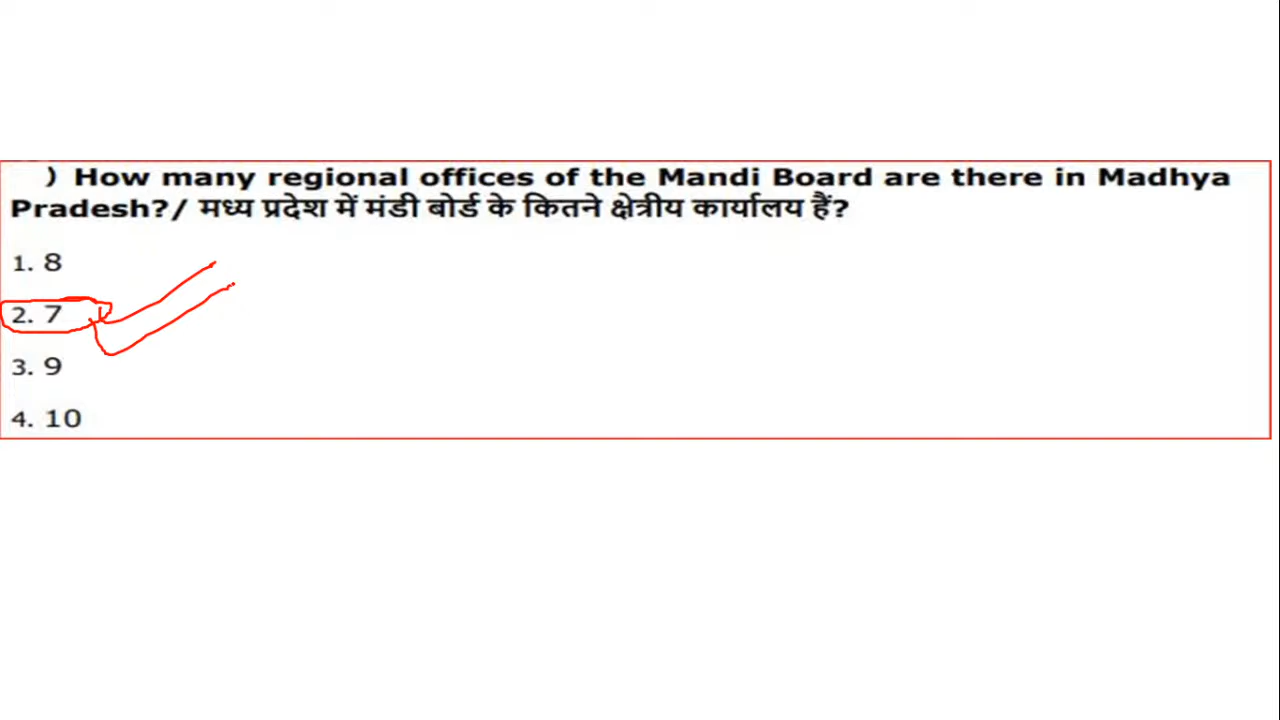 ) How many regional offices of the Mandi Board are there in Madhya
Pradesh?/ मध्य प्रदेश में मंडी बोर्ड के कितने क्षेत्रीय कार्यालय हैं?
1. 8
2. 7
3. 9
4. 10